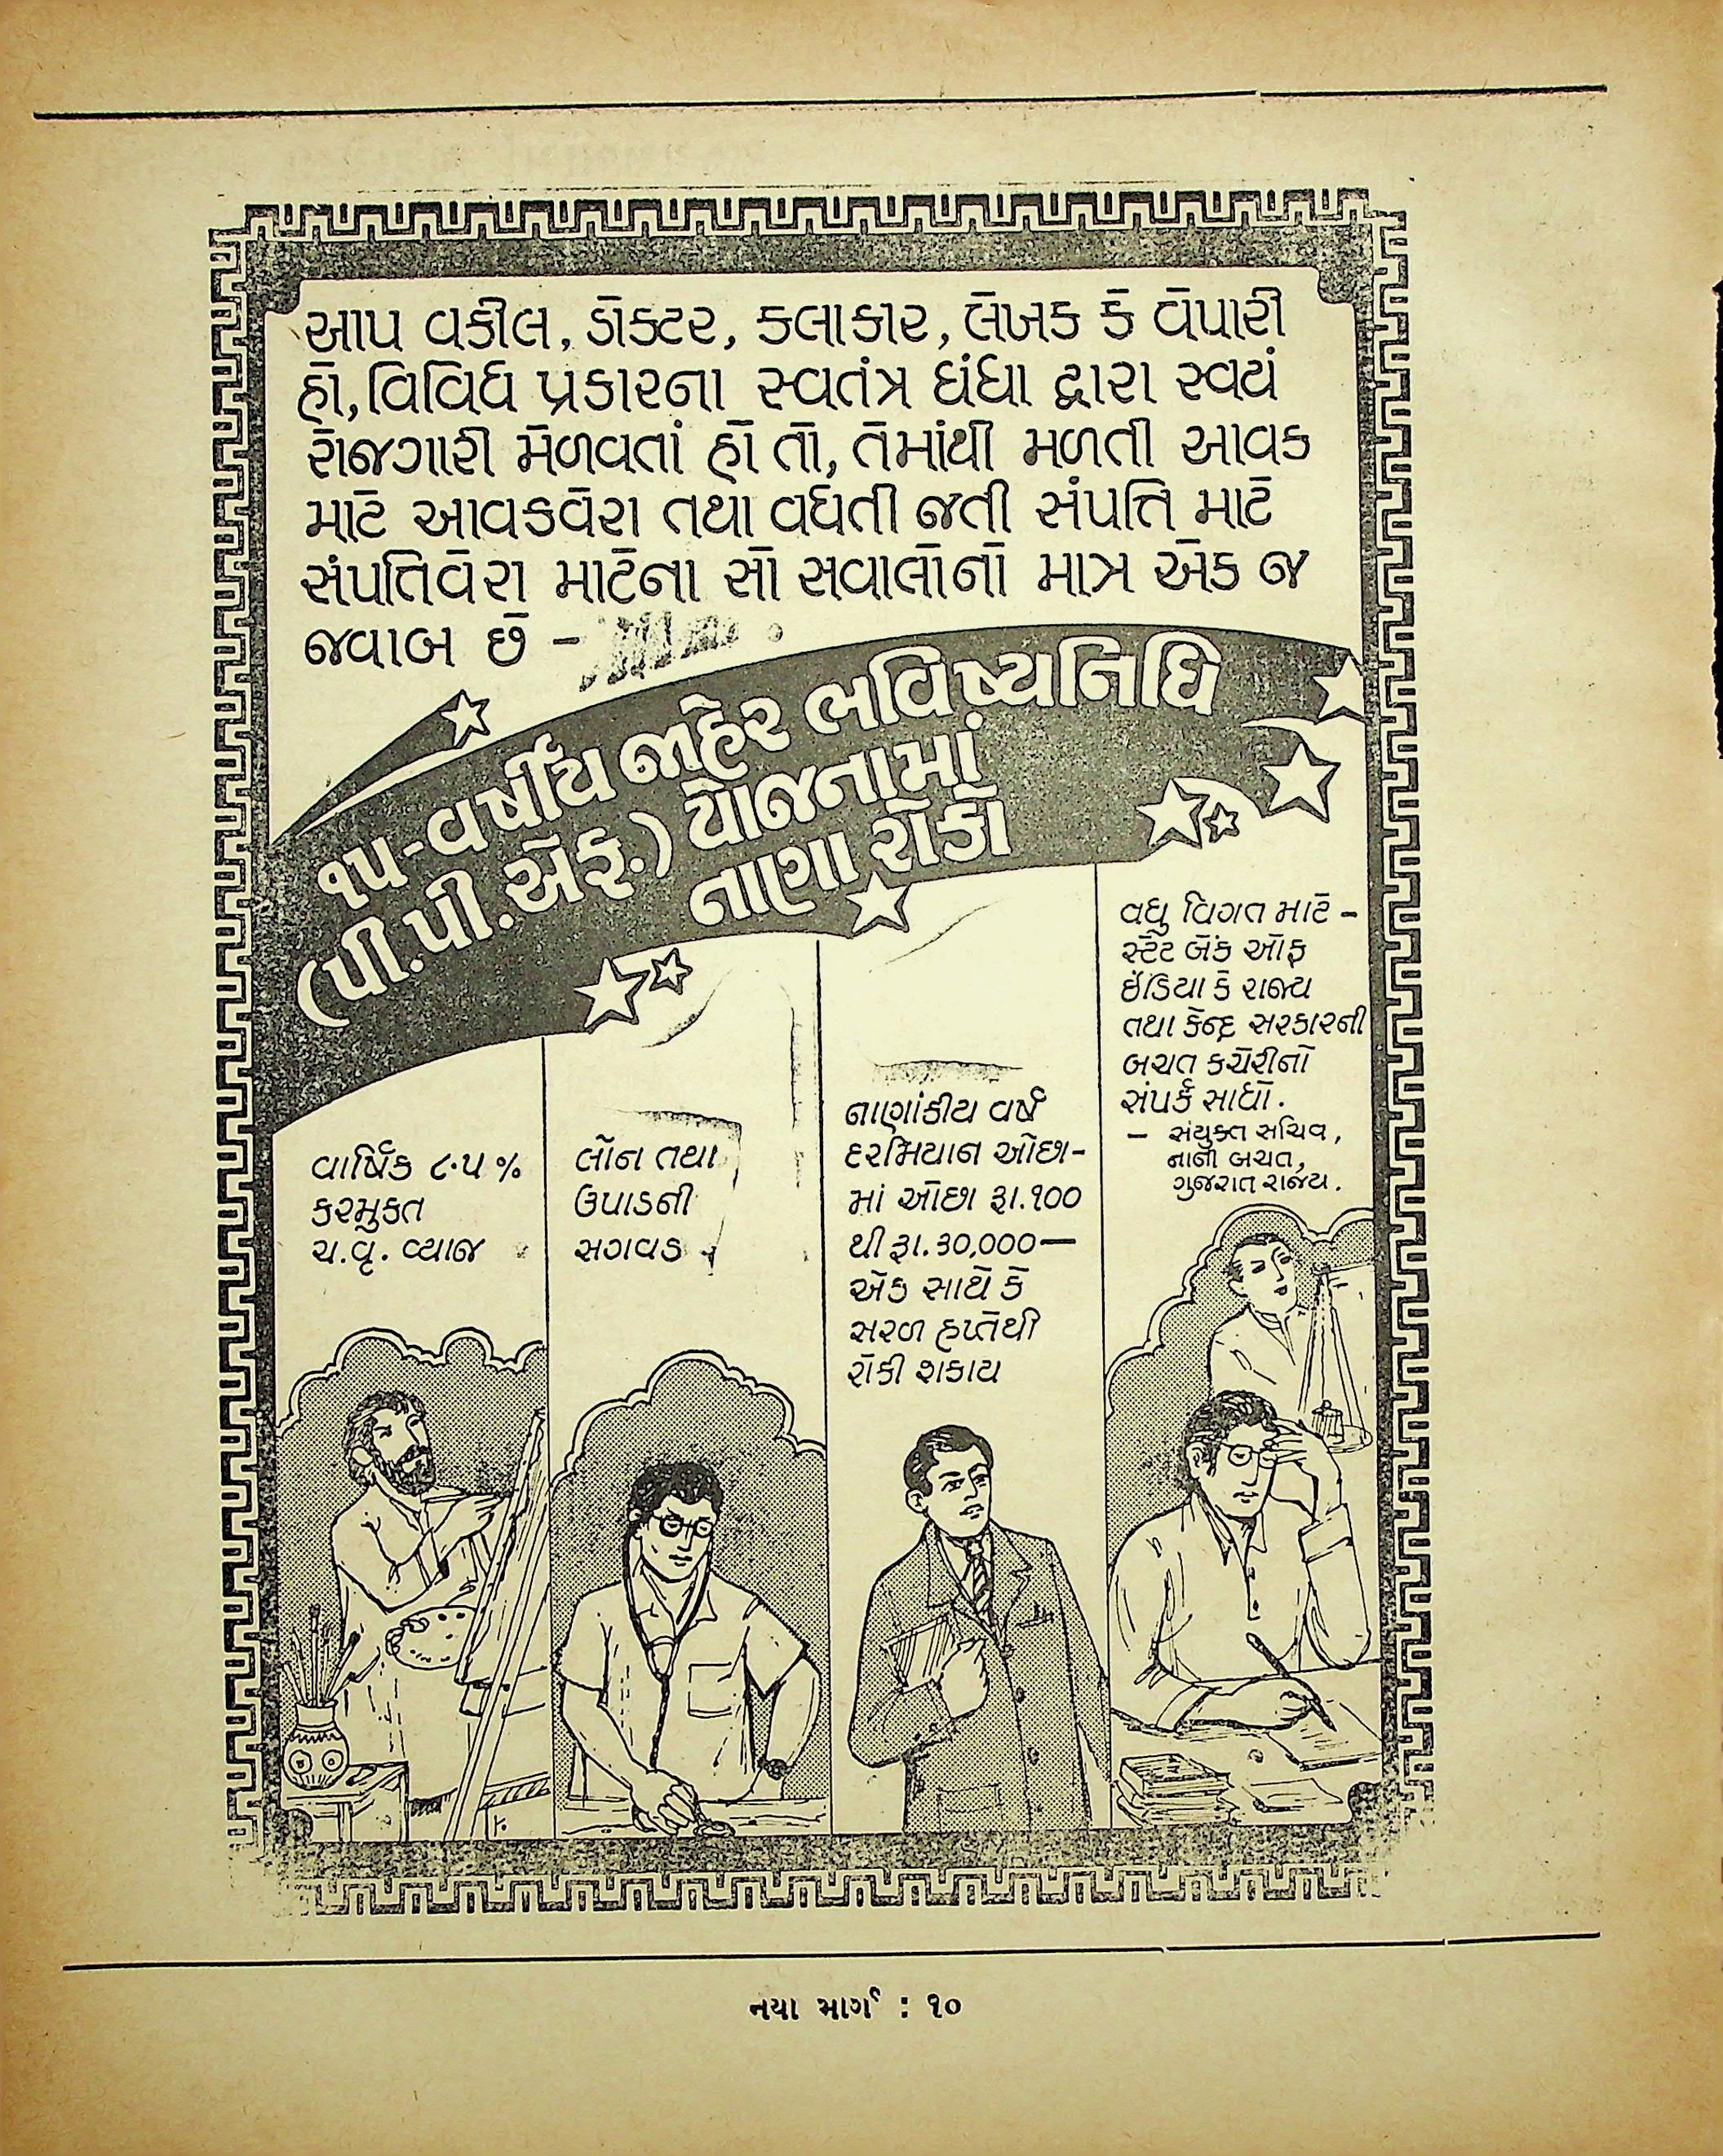 આપ વકીલ, ડૉક્ટર, કલાકાર, લેખક કે વેપારી
હો, વિવિધ પ્રકારના સ્વતંત્ર ધંધા દ્વારા સ્વયં
રોજગારી મેળવતાં હો તો, તેમાંથી મળતી આવક
માટે આવકવેરા તથા વધતી જતી સંપત્તિ માટે
સંપતિવેરા માટેના સૌ સવાલોનો માત્ર એક જ
જવાબ છે -
૧૫-વર્ષીય જાહેર ભવિષ્યનિધિ
(પી.પી.એફ.) યોજનામાં
નાણા રોકો
વાર્ષિક ૮.૫ %
કરમુક્ત
ચ.વૃ. વ્યાજ
લોન તથા
ઉપાડની
સગવડ
નાણાંકીય વર્ષ
દરમિયાન ઓછા-
માં ઓછા રૂા.૧૦૦
થી રૂા.૩૦,૦૦૦—
એક સાથે કે
સરળ હપ્તેથી
રોકી શકાય
વધુ વિગત માટે -
સ્ટેટ બેંક ઓફ
ઈંડિયા કે રાજ્ય
તથા કેન્દ્ર સરકારની
બચત કચેરીનો
સંપર્ક સાધો.
- સંયુક્ત સચિવ,
નાની બચત,
ગુજરાત રાજ્ય.
નયા માર્ગ : ૧૦